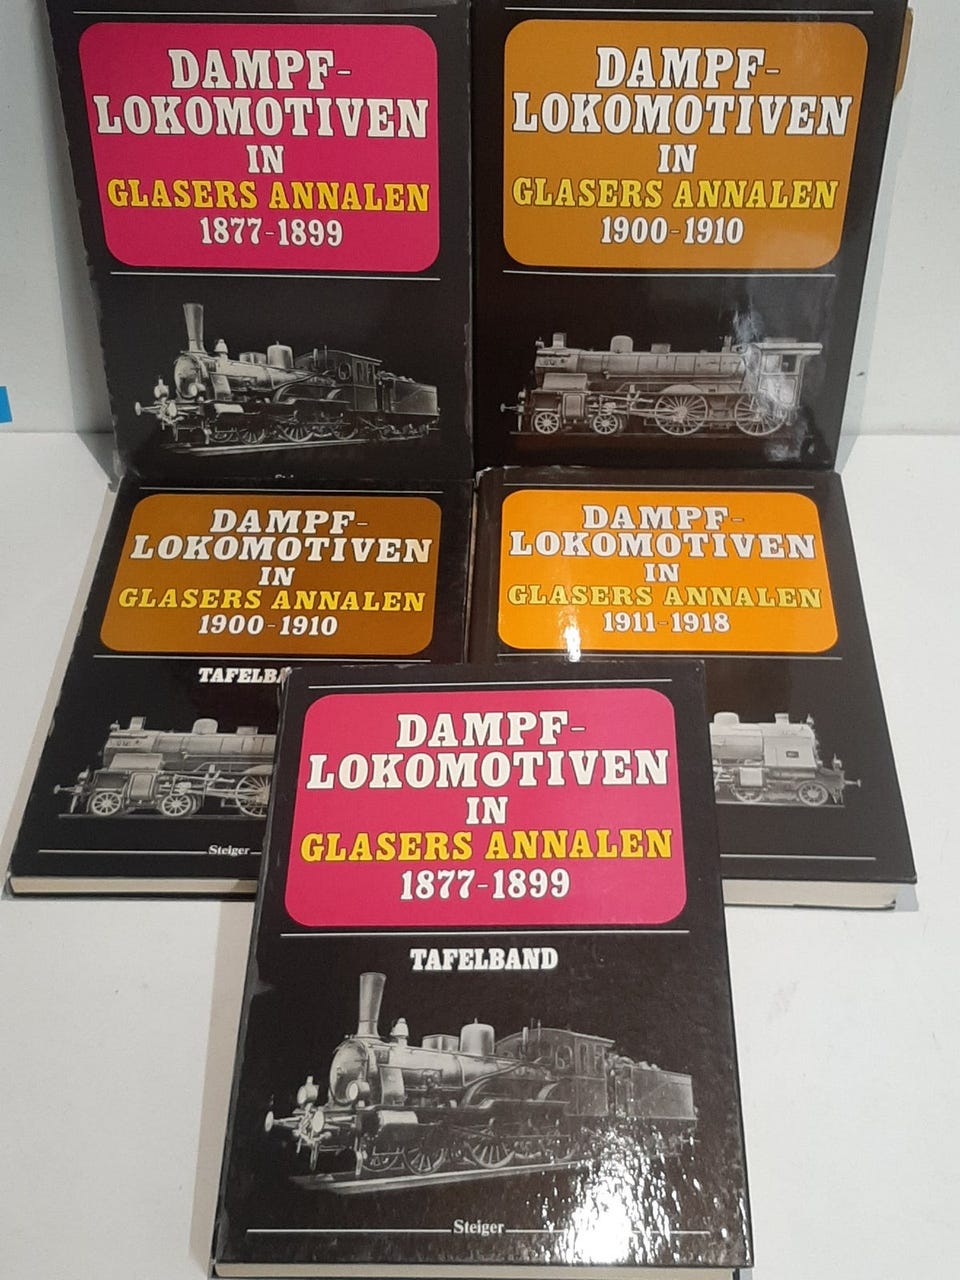 DAMPF-
LOKOMOTIVEN
IN
GLASERS ANNALEN
1877-1899
DAMPF-
LOKOMOTIVEN
IN
GLASERS ANNALEN
1900-1910
DAMPF-
LOKOMOTIVEN
IN
GLASERS ANNALEN
1900-1910
Steiger
DAMPF-
LOKOMOTIVEN
IN
GLASERS ANNALEN
1911-1918
DAMPF-
LOKOMOTIVEN
IN
GLASERS ANNALEN
1877-1899
TAFELBAND
Steiger